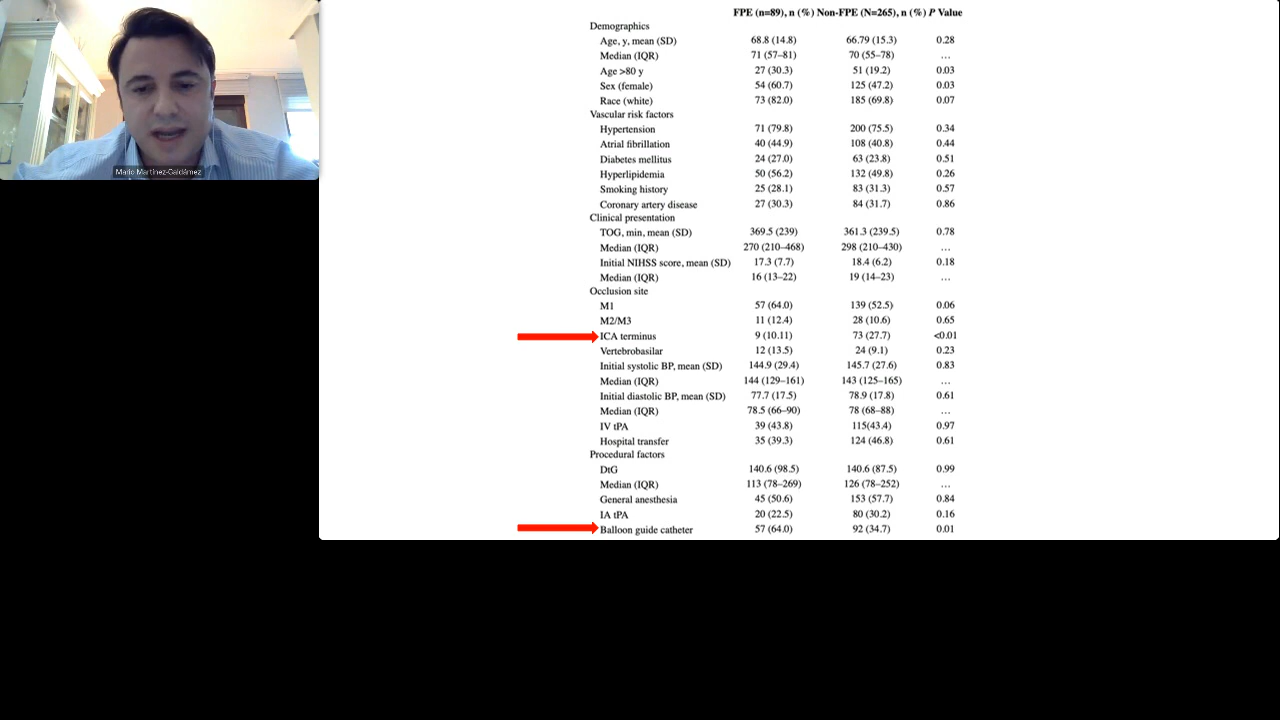 Mario Martínez-Galdámez
FPE (n=89), n (%) Non-FPE (N=265), n (%) P Value
Demographics
Age, y, mean (SD) 68.8 (14.8) 66.79 (15.3) 0.28
Median (IQR) 71 (57–81) 70 (55–78) ...
Age >80 y 27 (30.3) 51 (19.2) 0.03
Sex (female) 54 (60.7) 125 (47.2) 0.03
Race (white) 73 (82.0) 185 (69.8) 0.07
Vascular risk factors
Hypertension 71 (79.8) 200 (75.5) 0.34
Atrial fibrillation 40 (44.9) 108 (40.8) 0.44
Diabetes mellitus 24 (27.0) 63 (23.8) 0.51
Hyperlipidemia 50 (56.2) 132 (49.8) 0.26
Smoking history 25 (28.1) 83 (31.3) 0.57
Coronary artery disease 27 (30.3) 84 (31.7) 0.86
Clinical presentation
TOG, min, mean (SD) 369.5 (239) 361.3 (239.5) 0.78
Median (IQR) 270 (210–468) 298 (210–430) ...
Initial NIHSS score, mean (SD) 17.3 (7.7) 18.4 (6.2) 0.18
Median (IQR) 16 (13–22) 19 (14–23) ...
Occlusion site
M1 57 (64.0) 139 (52.5) 0.06
M2/M3 11 (12.4) 28 (10.6) 0.65
ICA terminus 9 (10.11) 73 (27.7) <0.01
Vertebrobasilar 12 (13.5) 24 (9.1) 0.23
Initial systolic BP, mean (SD) 144.9 (29.4) 145.7 (27.6) 0.83
Median (IQR) 144 (129–161) 143 (125–165) ...
Initial diastolic BP, mean (SD) 77.7 (17.5) 78.9 (17.8) 0.61
Median (IQR) 78.5 (66–90) 78 (68–88) ...
IV tPA 39 (43.8) 115(43.4) 0.97
Hospital transfer 35 (39.3) 124 (46.8) 0.61
Procedural factors
DtG 140.6 (98.5) 140.6 (87.5) 0.99
Median (IQR) 113 (78–269) 126 (78–252) ...
General anesthesia 45 (50.6) 153 (57.7) 0.84
IA tPA 20 (22.5) 80 (30.2) 0.16
Balloon guide catheter 57 (64.0) 92 (34.7) 0.01